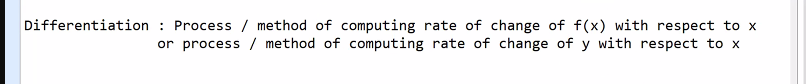 Differentiation : Process / method of computing rate of change of f(x) with respect to x
or process / method of computing rate of change of y with respect to x